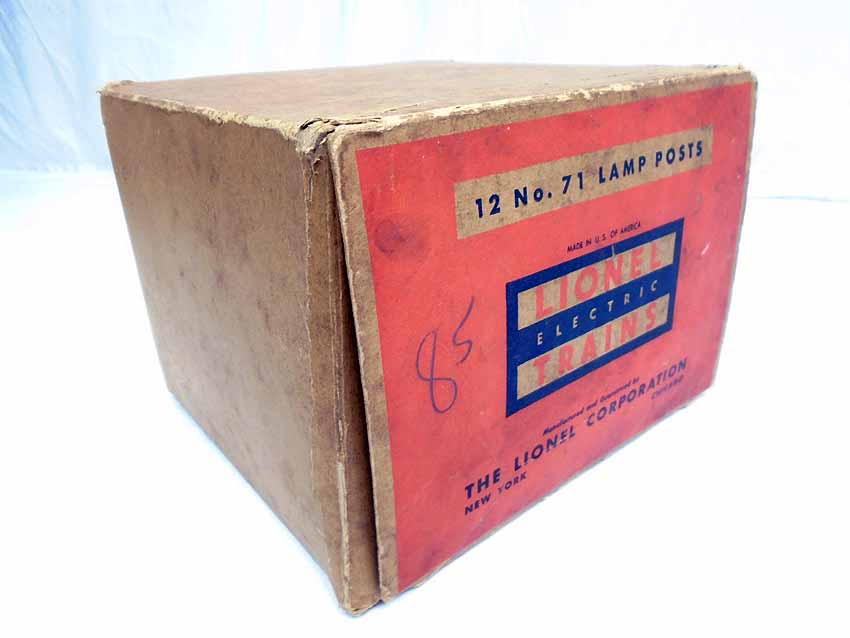 12 No. 71 LAMP POSTS
MADE IN U.S. OF AMERICA
LIONEL
ELECTRIC
TRAINS
85
Manufactured and Guaranteed by
THE LIONEL CORPORATION
NEW YORK CHICAGO